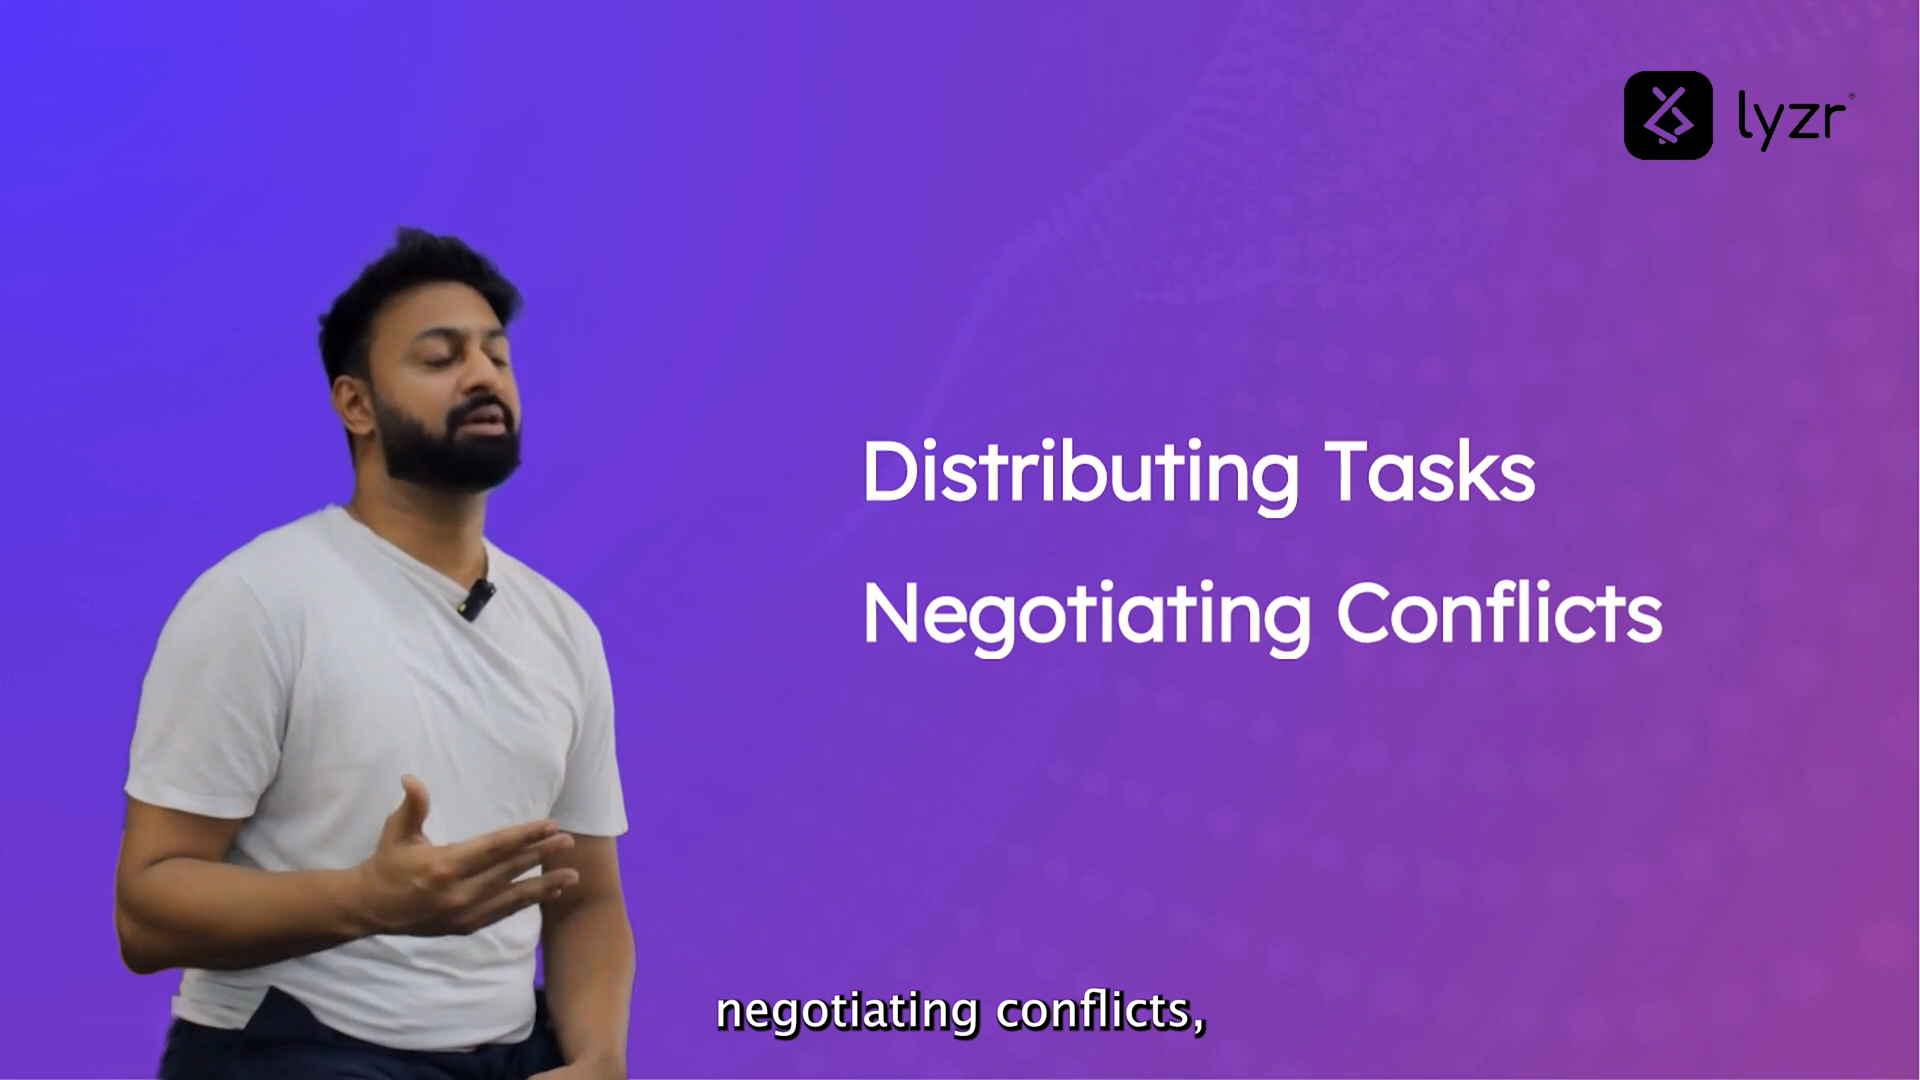 lyzr
Distributing Tasks
Negotiating Conflicts
negotiating conflicts,